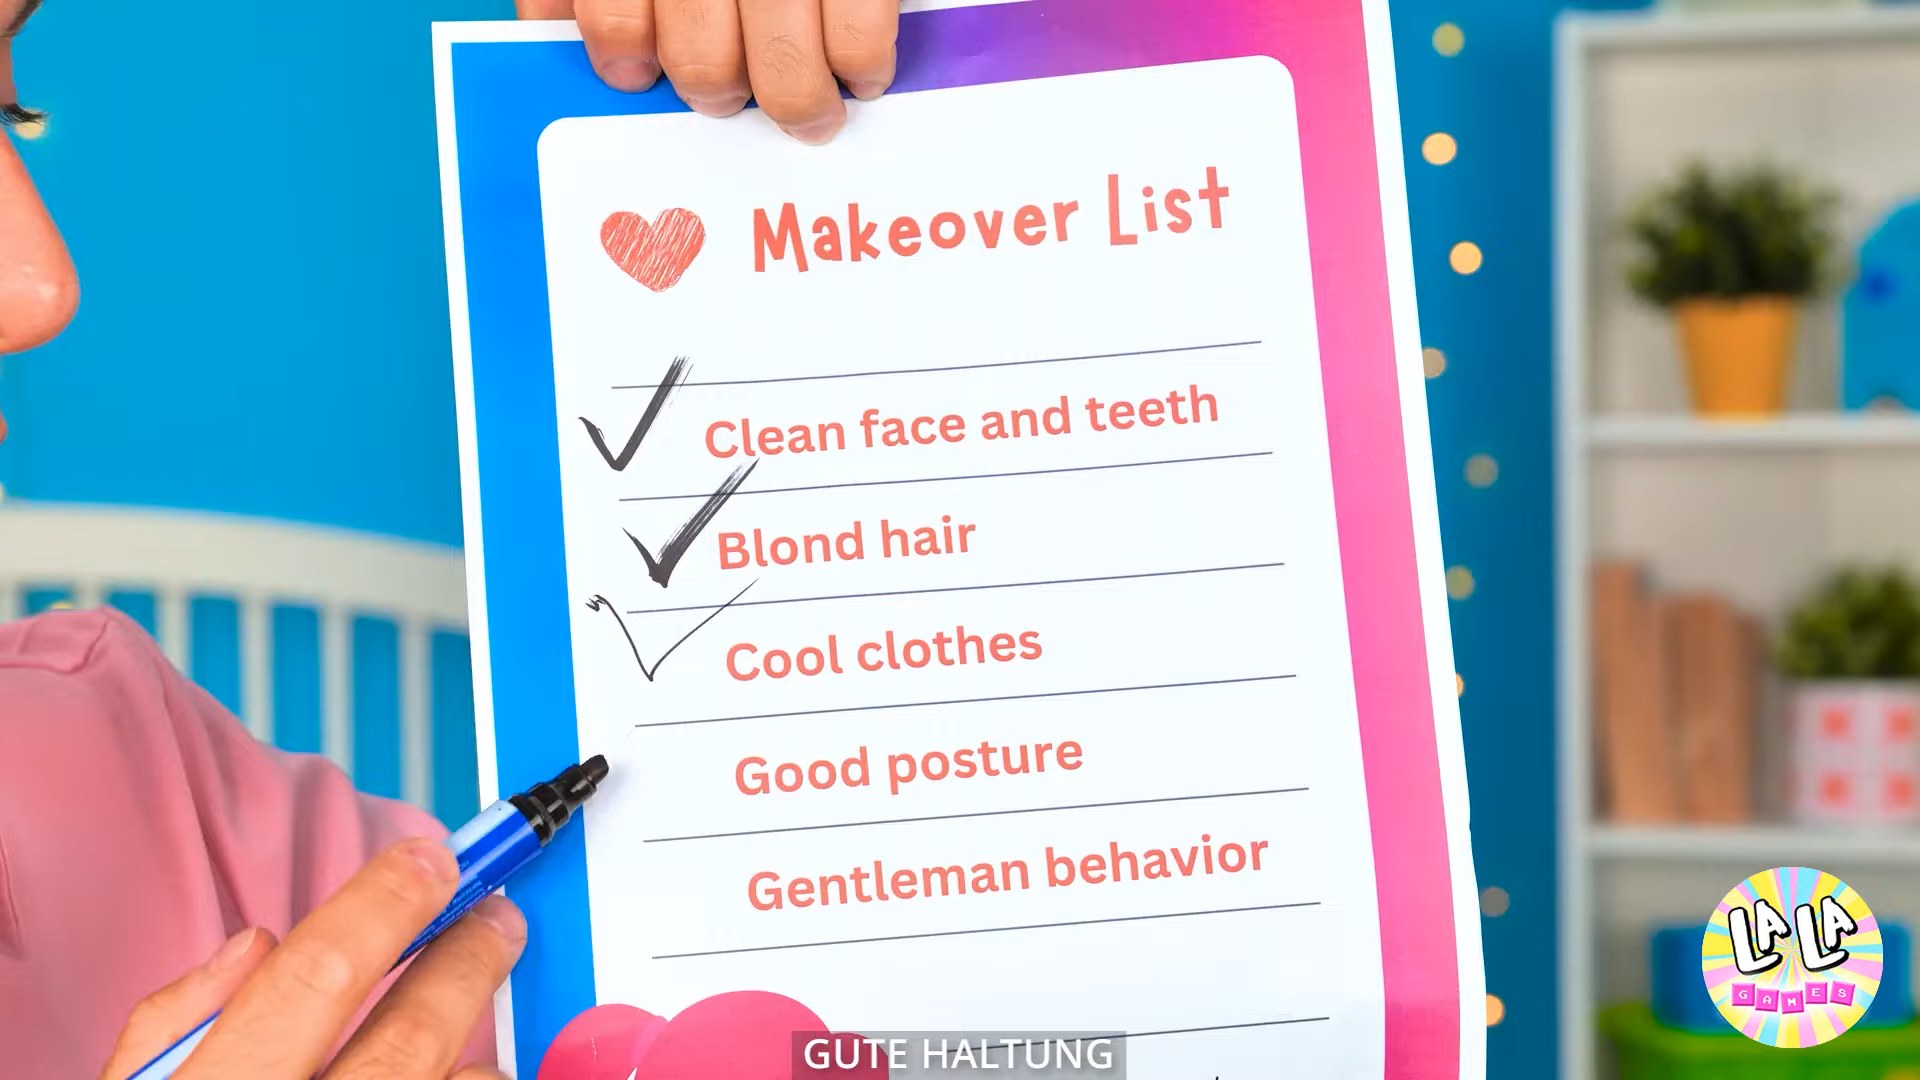 Makeover List
Clean face and teeth
Blond hair
Cool clothes
Good posture
Gentleman behavior
GUTE HALTUNG
LA LA
GAMES